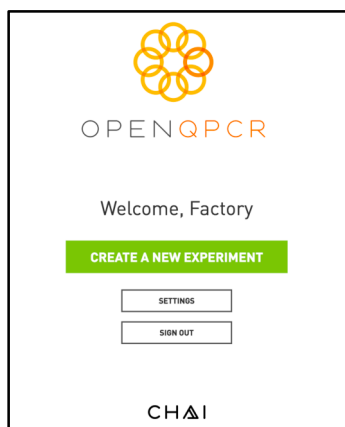 OPENQPCR
Welcome, Factory
CREATE A NEW EXPERIMENT
SETTINGS
SIGN OUT
CHAI